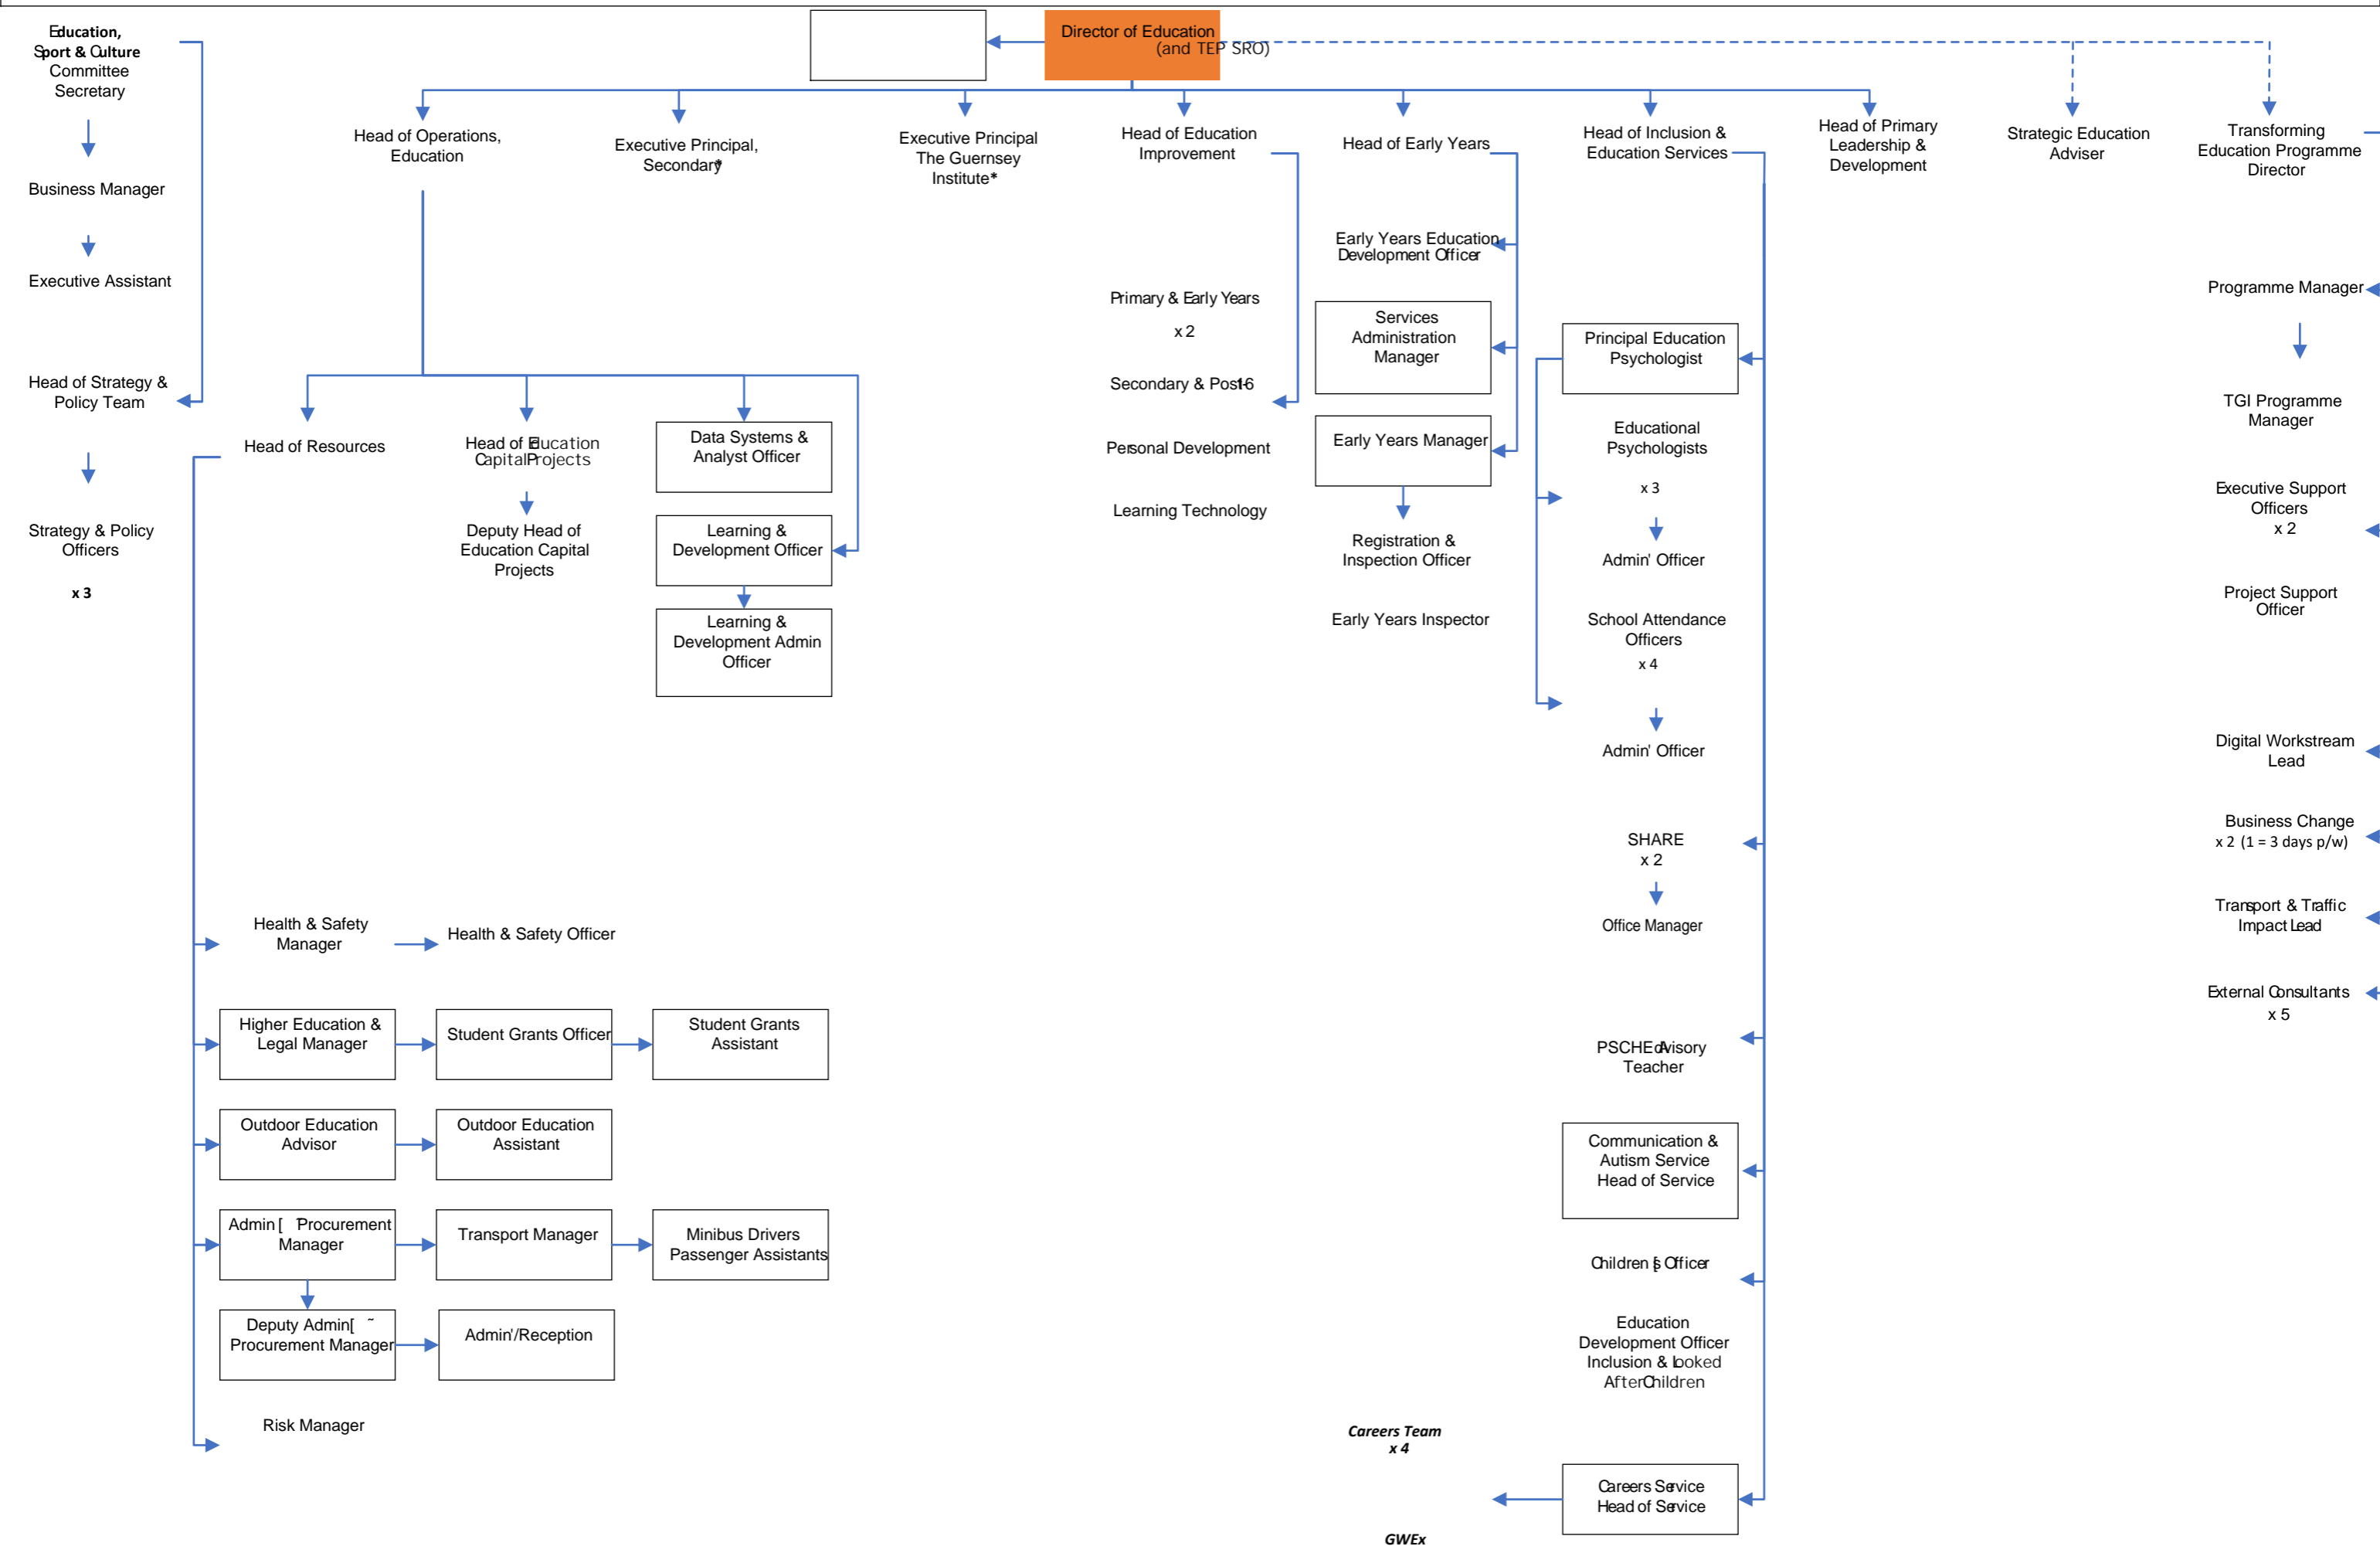 Education,
Sport & Culture
Committee
Secretary
Business Manager
Executive Assistant
Head of Strategy &
Policy Team
Strategy & Policy
Officers
x 3
Director of Education
(and TEP SRO)
Head of Operations,
Education
Executive Principal,
Secondary*
Executive Principal
The Guernsey
Institute*
Head of Education
Improvement
Head of Early Years
Head of Inclusion &
Education Services
Head of Primary
Leadership &
Development
Strategic Education
Adviser
Transforming
Education Programme
Director
Head of Resources
Head of Education
Capital Projects
Deputy Head of
Education Capital
Projects
Data Systems &
Analyst Officer
Learning &
Development Officer
Learning &
Development Admin
Officer
Health & Safety
Manager
Health & Safety Officer
Higher Education &
Legal Manager
Student Grants Officer
Student Grants
Assistant
Outdoor Education
Advisor
Outdoor Education
Assistant
Admin[ Procurement
Manager
Transport Manager
Minibus Drivers
Passenger Assistants
Deputy Admin[ ˜
Procurement Manager
Admin'/Reception
Risk Manager
Primary & Early Years
x 2
Secondary & Post-16
Personal Development
Learning Technology
Early Years Education
Development Officer
Services
Administration
Manager
Early Years Manager
Registration &
Inspection Officer
Early Years Inspector
Principal Education
Psychologist
Educational
Psychologists
x 3
Admin' Officer
School Attendance
Officers
x 4
Admin' Officer
SHARE
x 2
Office Manager
PSCHE Advisory
Teacher
Communication &
Autism Service
Head of Service
Children[s Officer
Education
Development Officer
Inclusion & Looked
After Children
Careers Team
x 4
Careers Service
Head of Service
GWEx
Programme Manager
TGI Programme
Manager
Executive Support
Officers
x 2
Project Support
Officer
Digital Workstream
Lead
Business Change
x 2 (1 = 3 days p/w)
Transport & Traffic
Impact Lead
External Consultants
x 5